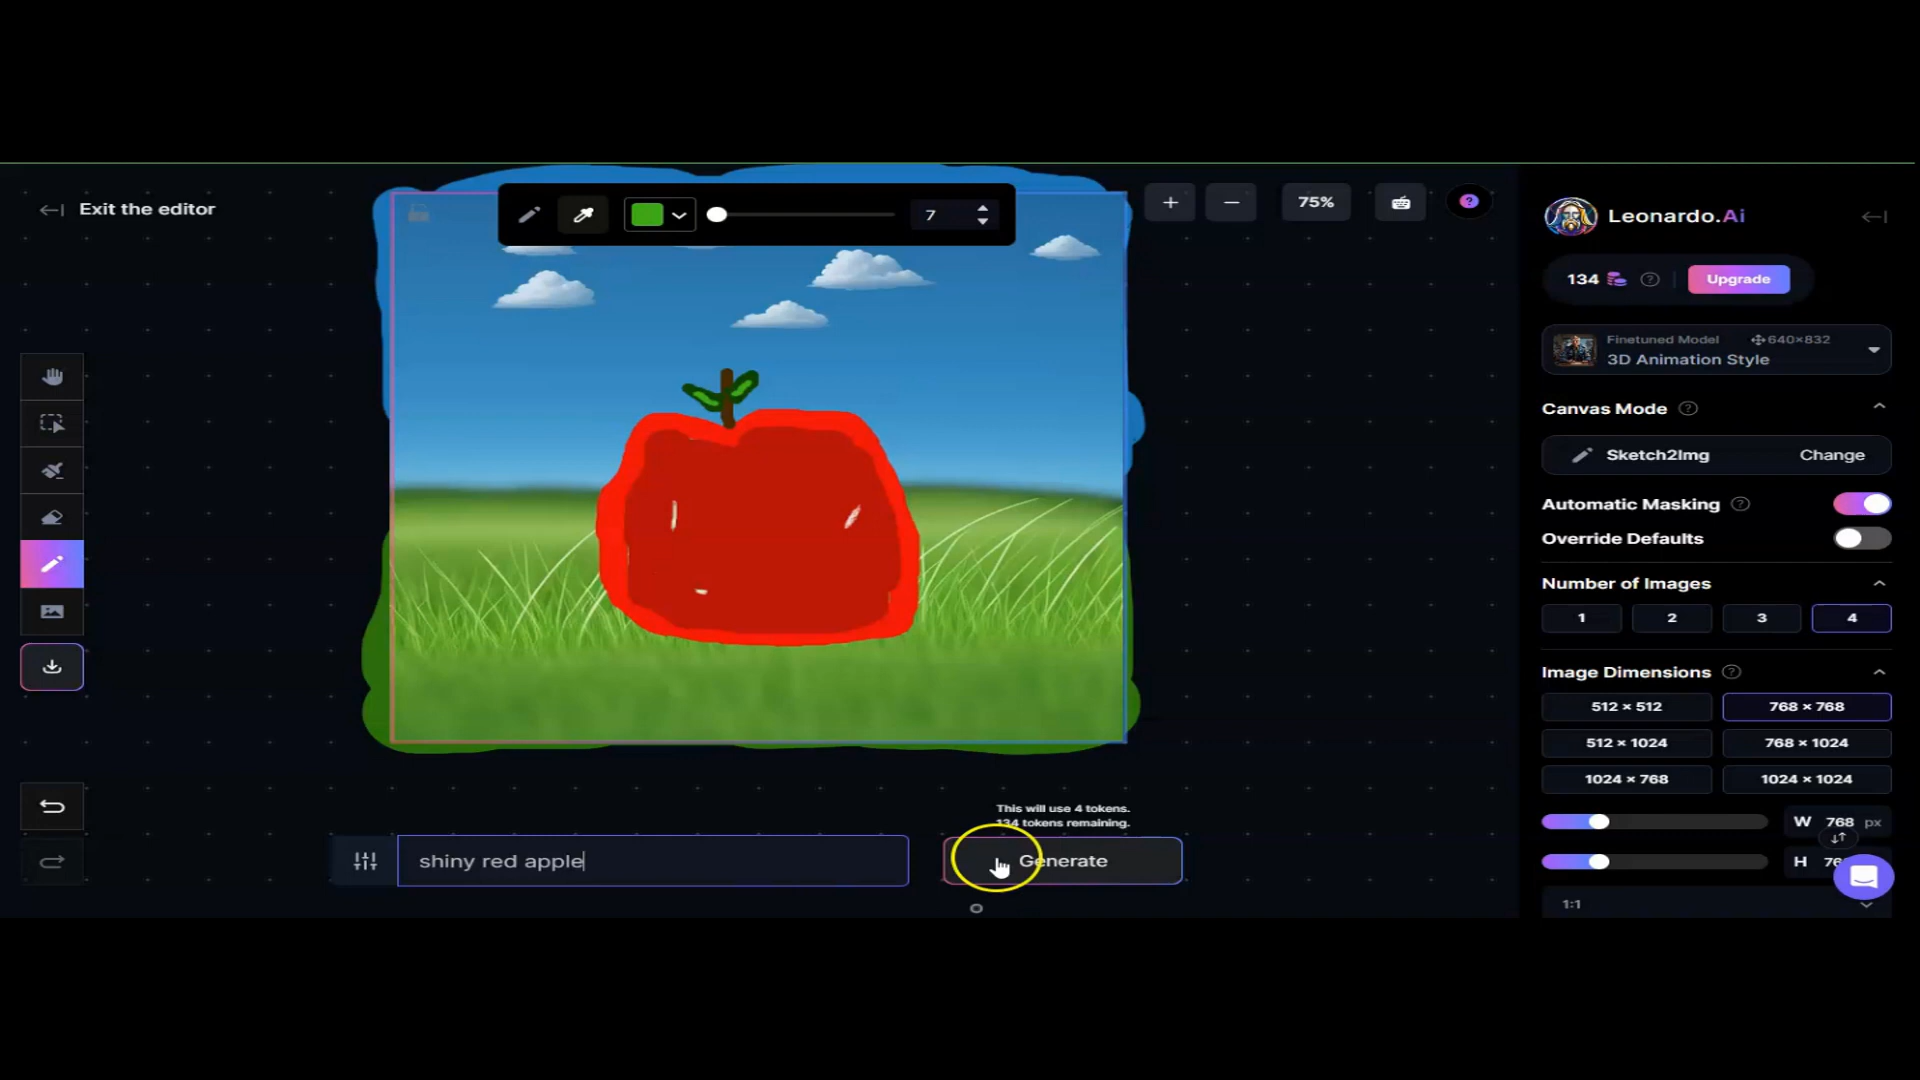 Exit the editor
7
75%
?
Leonardo.Ai
134
?
Upgrade
Finetuned Model
640×832
3D Animation Style
Canvas Mode ?
Sketch2Img
Change
Automatic Masking ?
Override Defaults
Number of Images
1
2
3
4
Image Dimensions ?
512 × 512
768 × 768
512 × 1024
768 × 1024
1024 × 768
1024 × 1024
W 768 px
H
1:1
This will use 4 tokens.
134 tokens remaining.
shiny red apple
Generate